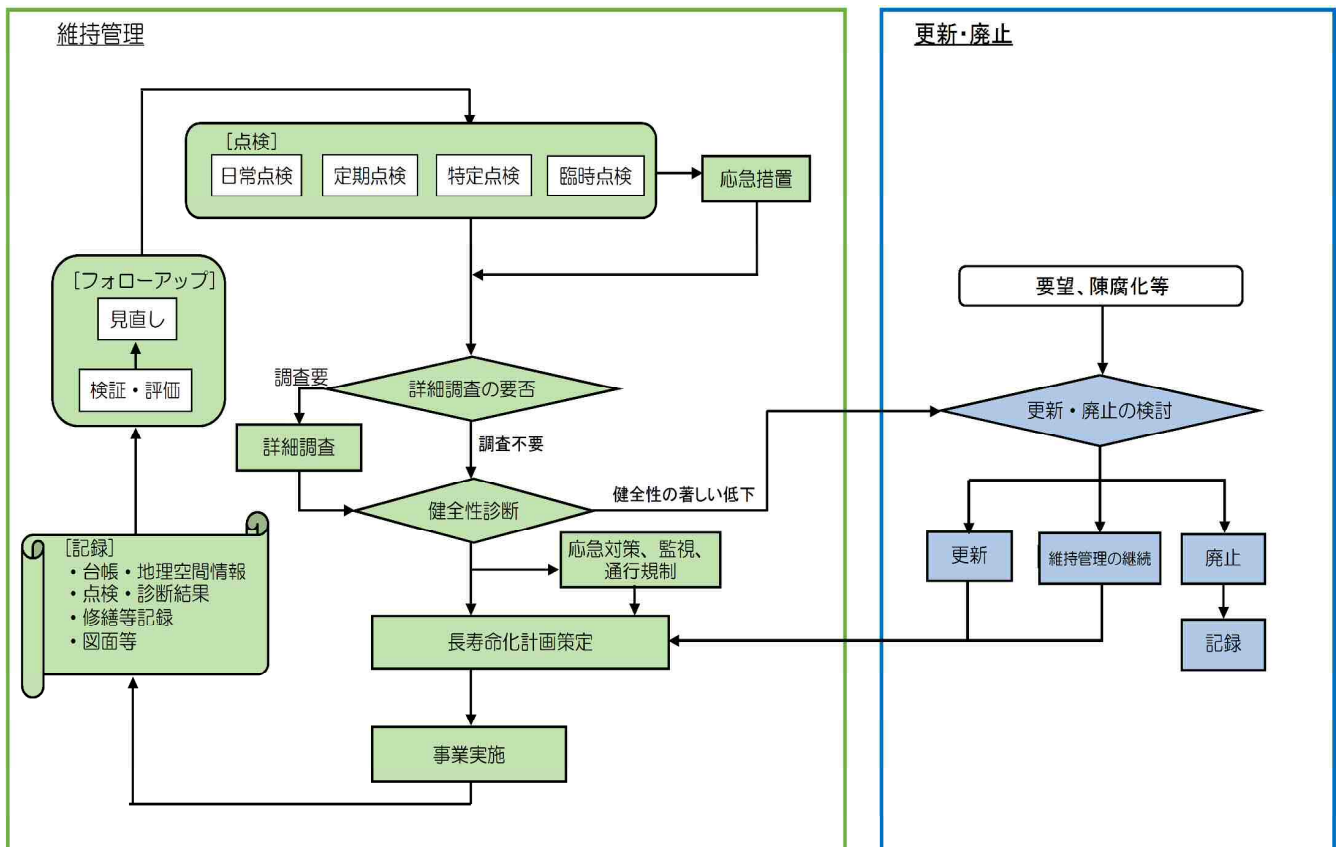 維持管理
[点検]
日常点検
定期点検
特定点検
臨時点検
応急措置
[フォローアップ]
見直し
検証・評価
調査要
詳細調査の要否
詳細調査
調査不要
健全性診断
健全性の著しい低下
応急対策、監視、
通行規制
[記録]
・台帳・地理空間情報
・点検・診断結果
・修繕等記録
・図面等
長寿命化計画策定
事業実施
更新・廃止
要望、陳腐化等
更新・廃止の検討
更新
維持管理の継続
廃止
記録